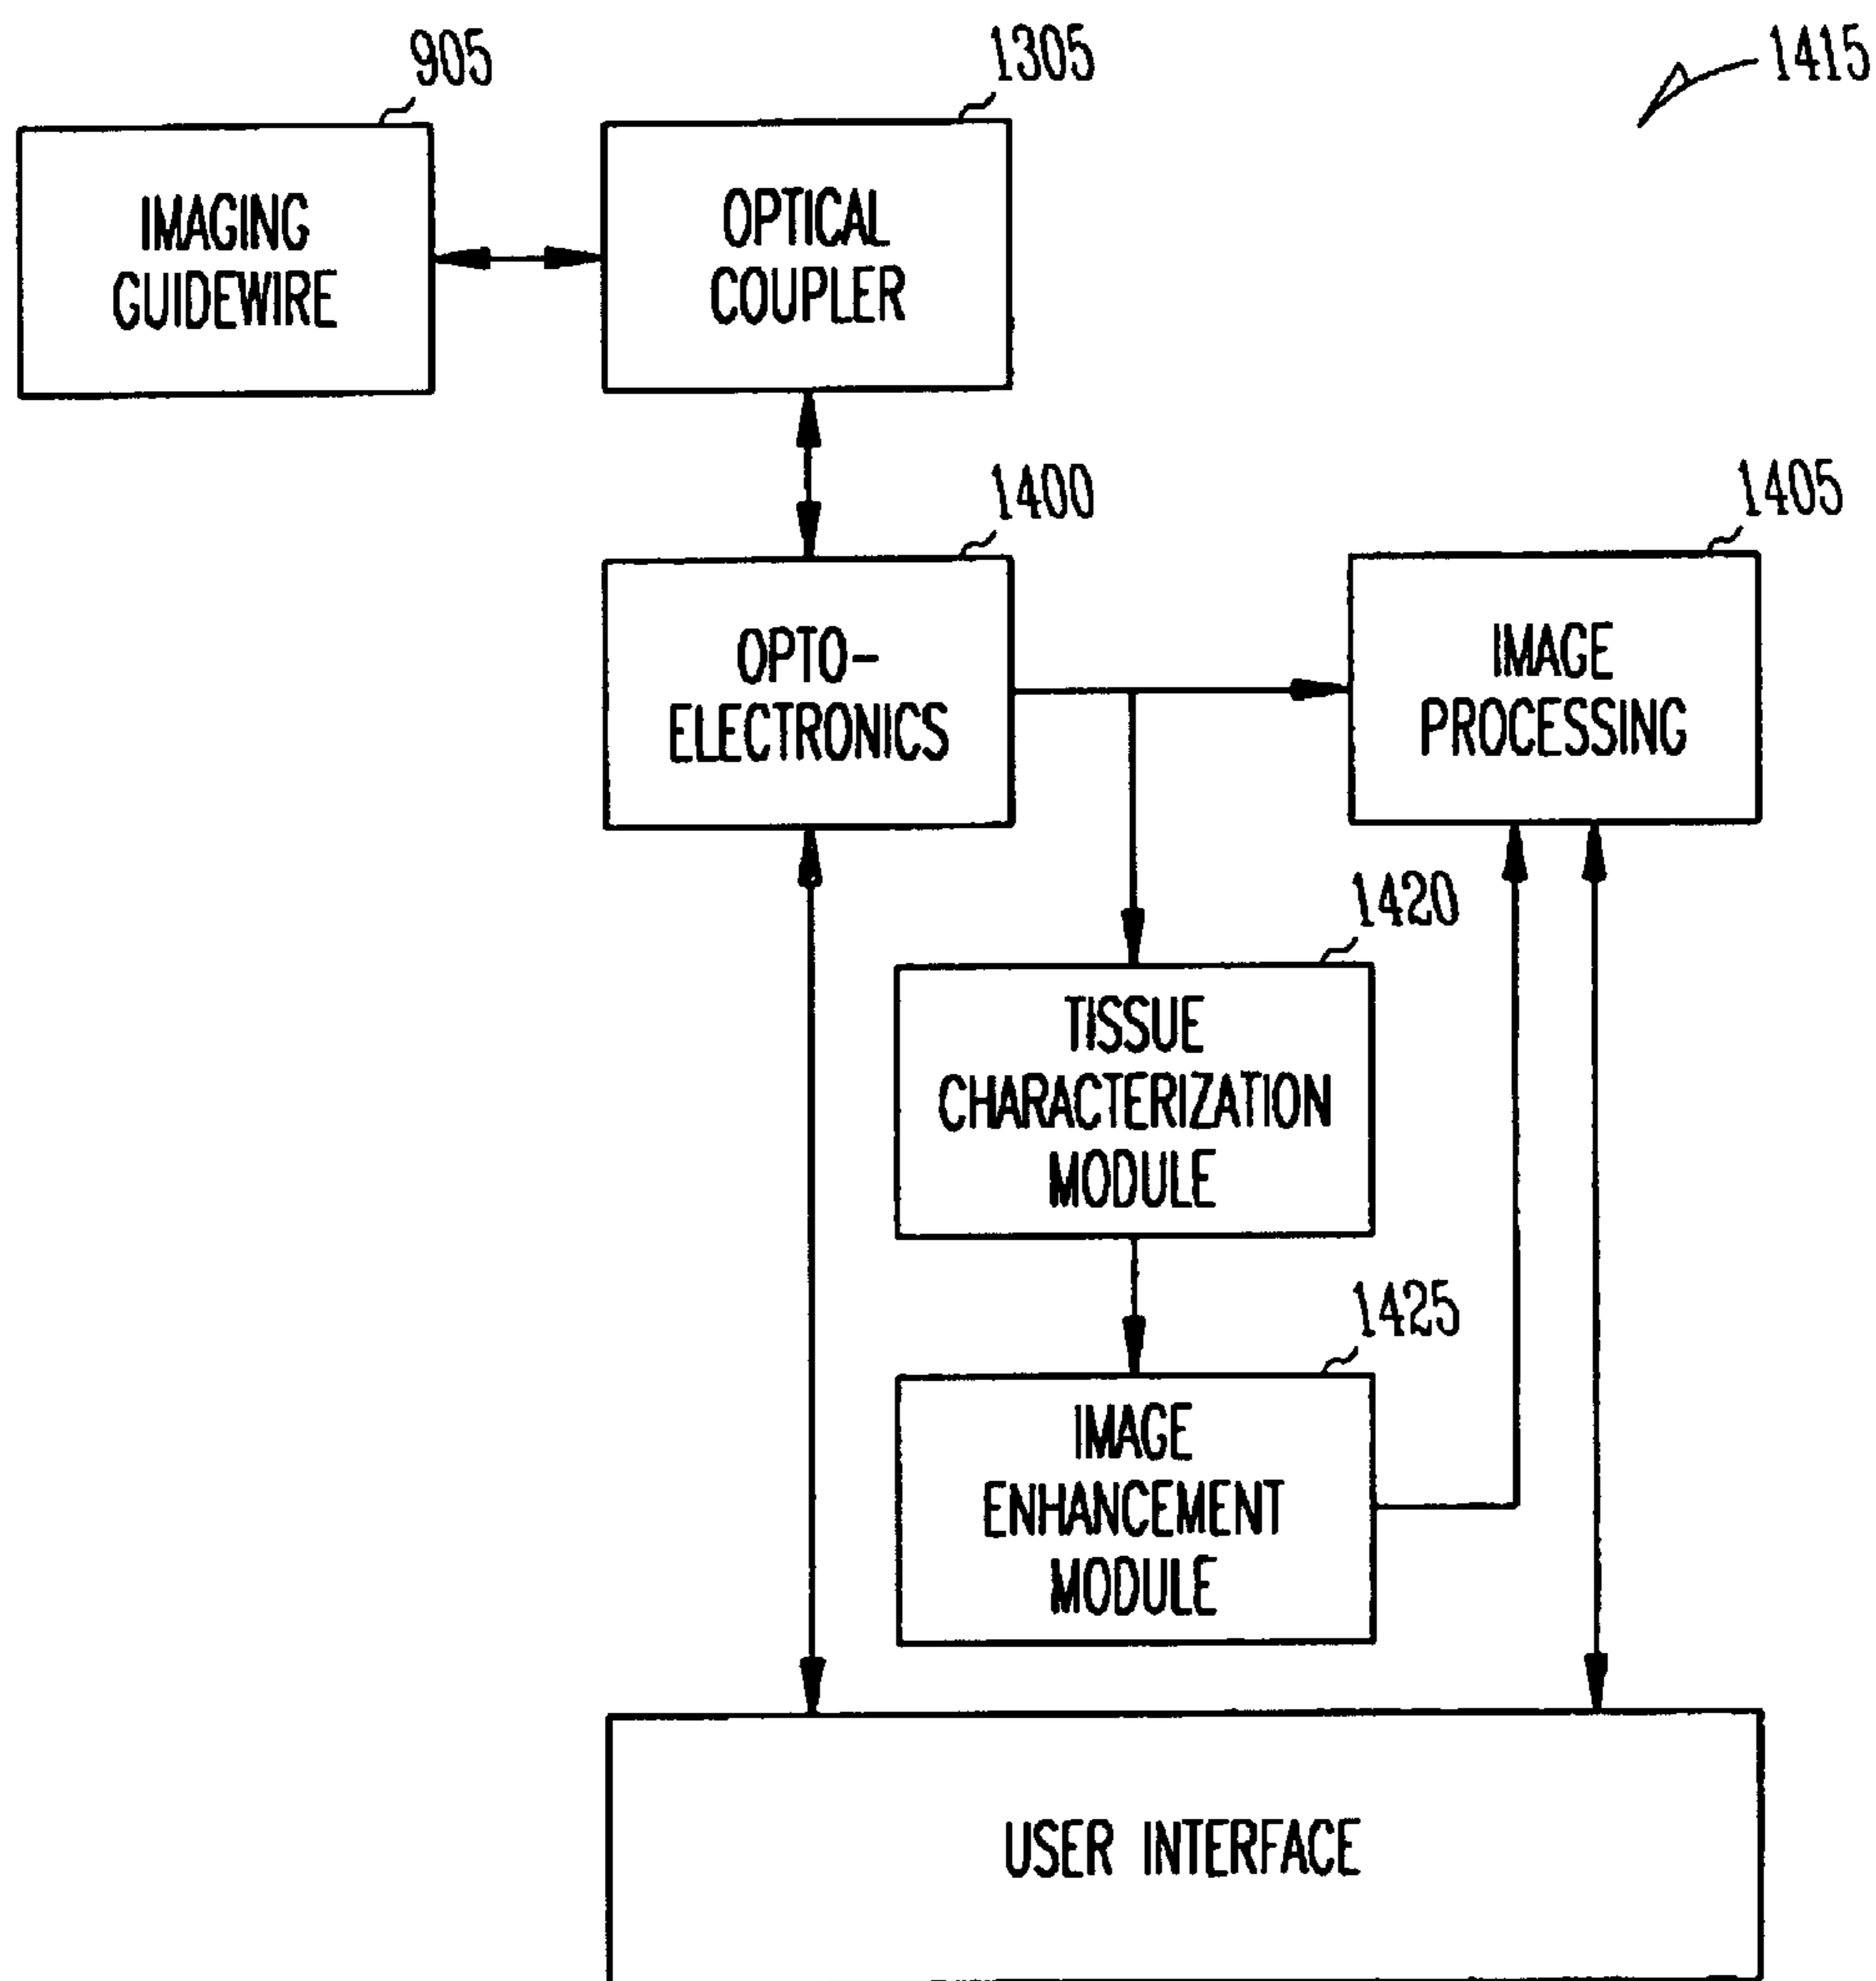 905
1305
1415
IMAGING
GUIDEWIRE
OPTICAL
COUPLER
1400
1405
OPTO-
ELECTRONICS
IMAGE
PROCESSING
1420
TISSUE
CHARACTERIZATION
MODULE
1425
IMAGE
ENHANCEMENT
MODULE
USER INTERFACE